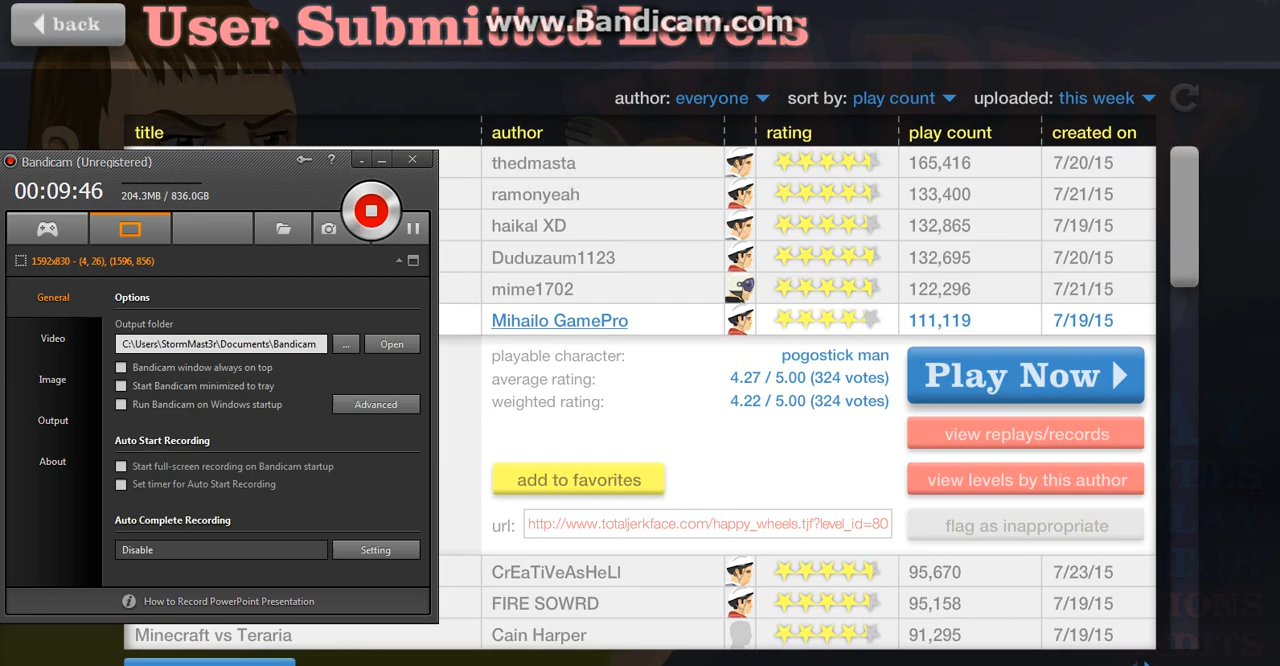 back
User Submitted Levels
www.Bandicam.com
author: everyone sort by: play count uploaded: this week
title author rating play count created on
thedmasta 165,416 7/20/15
ramonyeah 133,400 7/21/15
haikal XD 132,865 7/19/15
Duduzaum1123 132,695 7/20/15
mime1702 122,296 7/21/15
Mihailo GamePro 111,119 7/19/15
playable character: pogostick man
average rating: 4.27 / 5.00 (324 votes)
weighted rating: 4.22 / 5.00 (324 votes)
Play Now
view replays/records
add to favorites
view levels by this author
url: http://www.totaljerkface.com/happy_wheels.tjf?level_id=80
flag as inappropriate
CrEaTiVeAsHeLl 95,670 7/23/15
FIRE SOWRD 95,158 7/19/15
Minecraft vs Teraria Cain Harper 91,295 7/19/15
Bandicam (Unregistered)
?
00:09:46
204.3MB / 836.0GB
1592x830 - (4, 26), (1596, 856)
General
Video
Image
Output
About
Options
Output folder
C:\Users\StormMast3r\Documents\Bandicam ... Open
Bandicam window always on top
Start Bandicam minimized to tray
Run Bandicam on Windows startup
Advanced
Auto Start Recording
Start full-screen recording on Bandicam startup
Set timer for Auto Start Recording
Auto Complete Recording
Disable Setting
How to Record PowerPoint Presentation